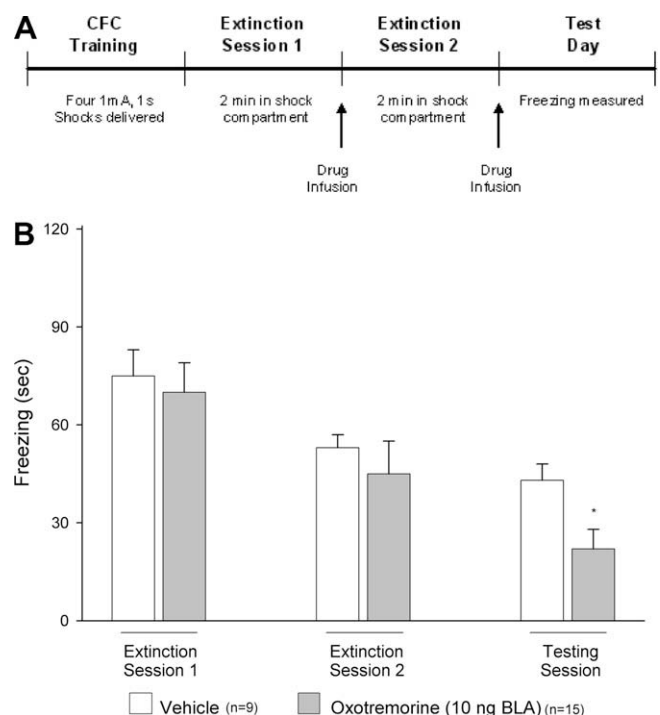 A
CFC Training
Extinction Session 1
Extinction Session 2
Test Day
Four 1mA, 1s
Shocks delivered
2 min in shock
compartment
2 min in shock
compartment
Freezing measured
Drug
Infusion
Drug
Infusion
B
120
90
60
30
0
Freezing (sec)
*
Extinction
Session 1
Extinction
Session 2
Testing
Session
Vehicle (n=9)
Oxotremorine (10 ng BLA) (n=15)